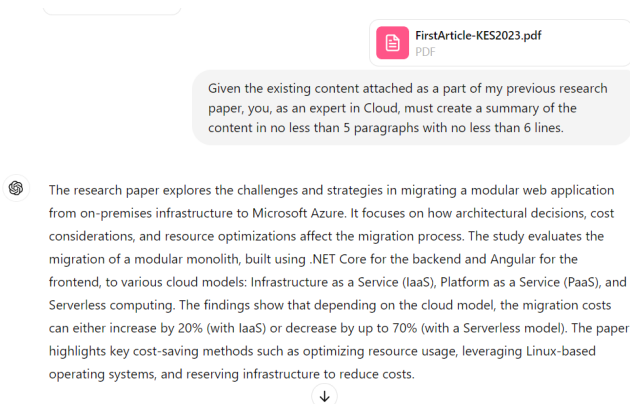 FirstArticle-KES2023.pdf
PDF
Given the existing content attached as a part of my previous research
paper, you, as an expert in Cloud, must create a summary of the
content in no less than 5 paragraphs with no less than 6 lines.
The research paper explores the challenges and strategies in migrating a modular web application
from on-premises infrastructure to Microsoft Azure. It focuses on how architectural decisions, cost
considerations, and resource optimizations affect the migration process. The study evaluates the
migration of a modular monolith, built using .NET Core for the backend and Angular for the
frontend, to various cloud models: Infrastructure as a Service (IaaS), Platform as a Service (PaaS), and
Serverless computing. The findings show that depending on the cloud model, the migration costs
can either increase by 20% (with IaaS) or decrease by up to 70% (with a Serverless model). The paper
highlights key cost-saving methods such as optimizing resource usage, leveraging Linux-based
operating systems, and reserving infrastructure to reduce costs.